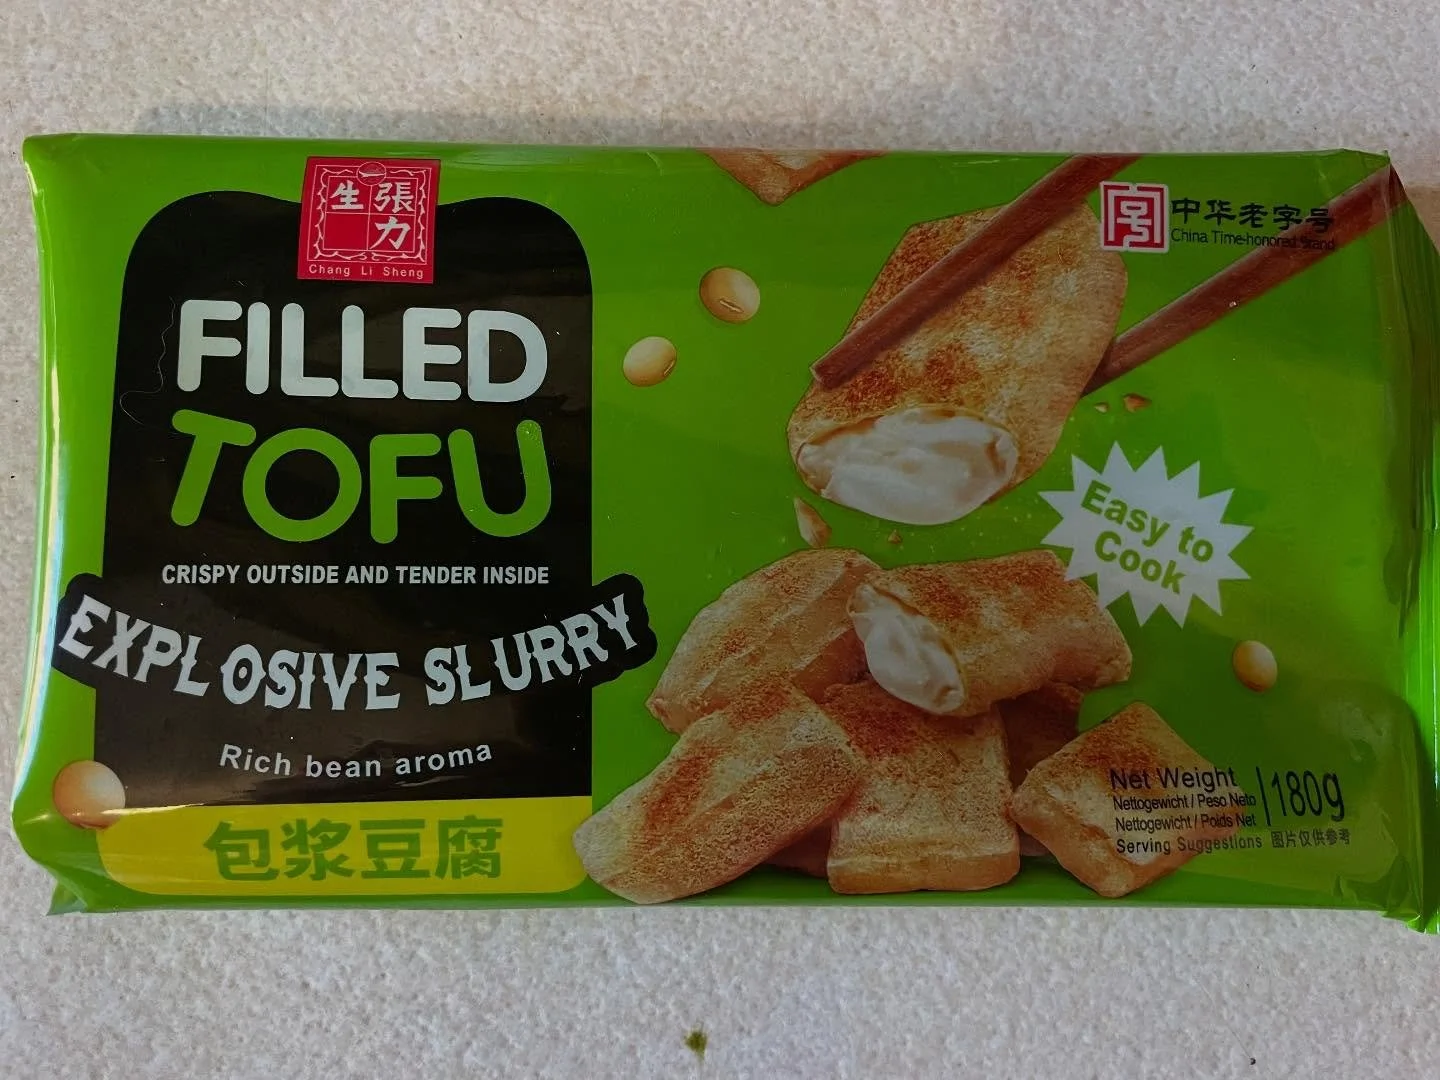 生張
力
Chang Li Sheng
中华老字号
China Time-honored Brand
FILLED
TOFU
CRISPY OUTSIDE AND TENDER INSIDE
EXPLOSIVE SLURRY
Rich bean aroma
包浆豆腐
Easy to
Cook
Net Weight
Nettogewicht / Peso Neto
Nettogewicht / Poids Net
180g
Serving Suggestions 图片仅供参考